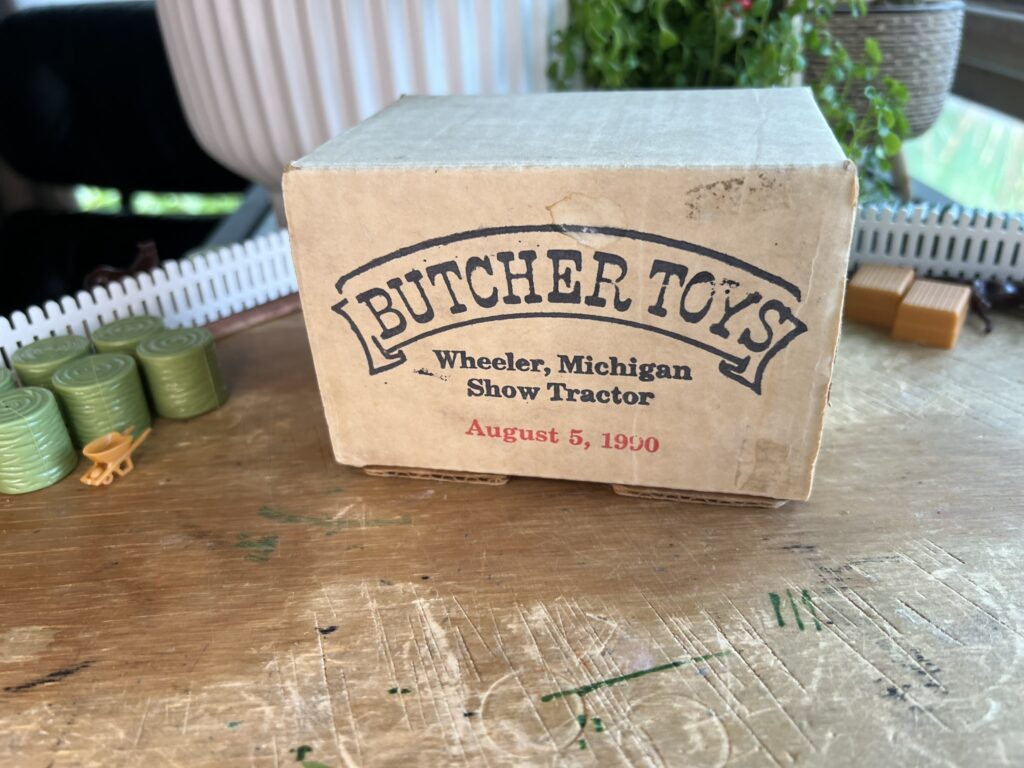 BUTCHER TOYS
Wheeler, Michigan
Show Tractor
August 5, 1990